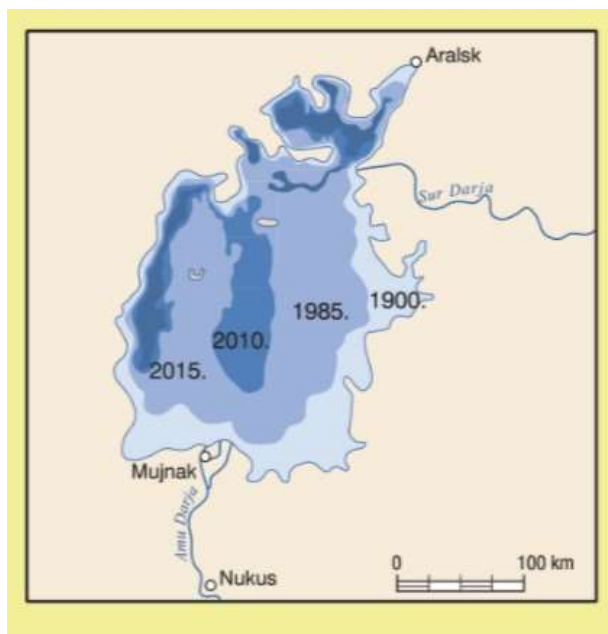 Aralsk
Sur Darja
1900.
1985.
2010.
2015.
Mujnak
Amu Darja
Nukus
0 100 km